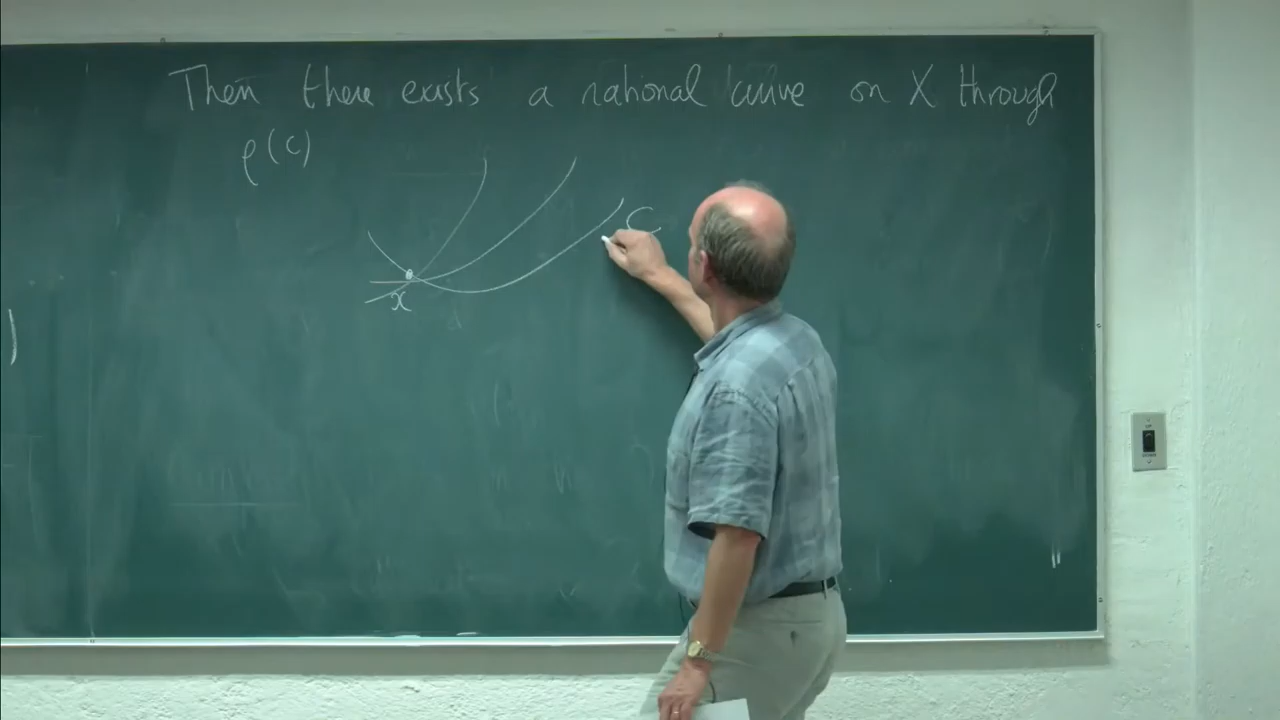 Then there exists a rational curve on X through
ρ(c)
C
x